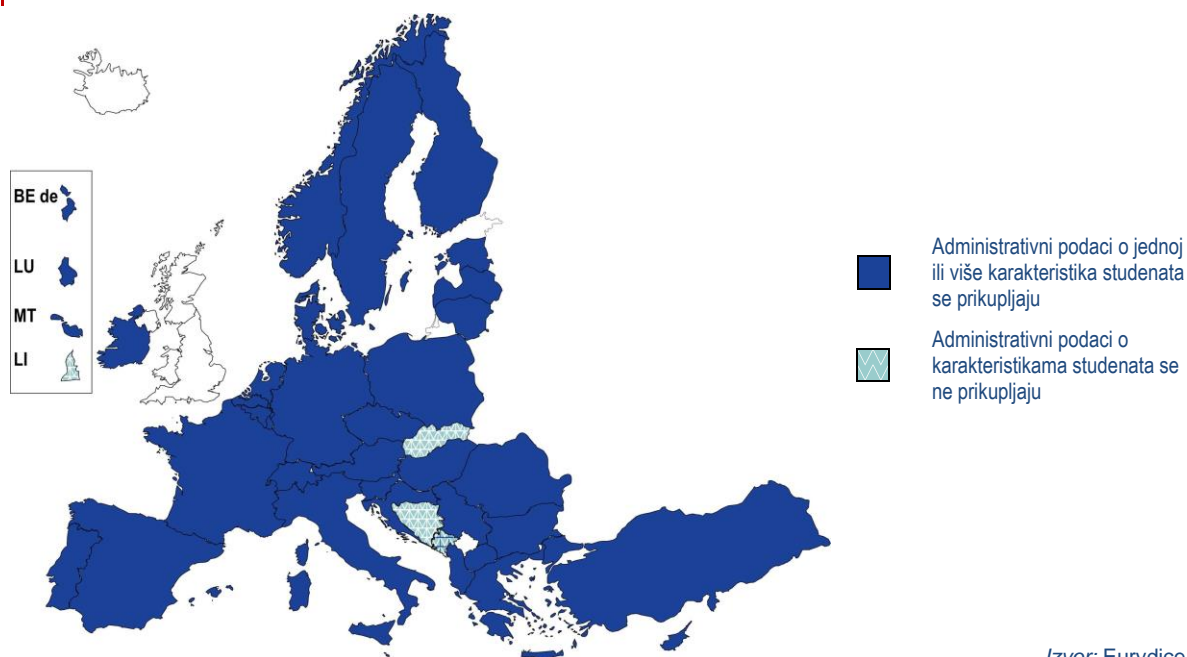 BE de
LU
MT
LI
Administrativni podaci o jednoj
ili više karakteristika studenata
se prikupljaju
Administrativni podaci o
karakteristikama studenata se
ne prikupljaju
Izvor: Eurydice